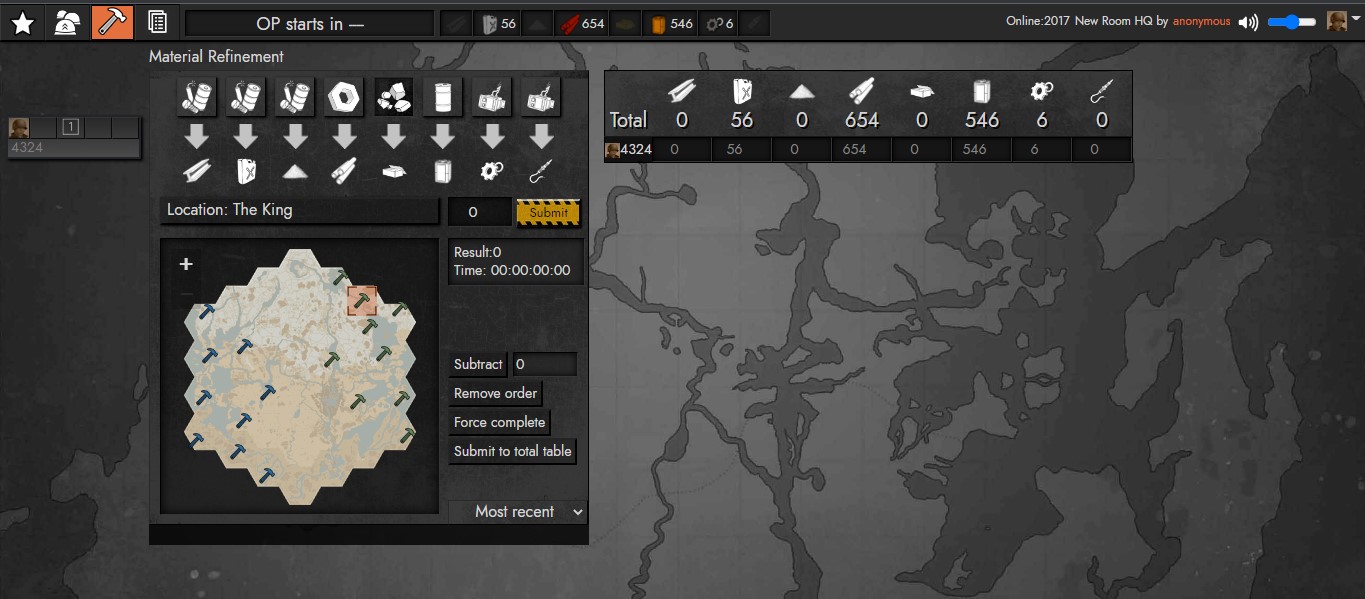 OP starts in —
56
654
546
6
Online:2017 New Room HQ by anonymous
Material Refinement
1
4324
Total 0 56 0 654 0 546 6 0
4324 0 56 0 654 0 546 6 0
Location: The King
0
Submit
Result:0
Time: 00:00:00:00
+
Subtract 0
Remove order
Force complete
Submit to total table
Most recent